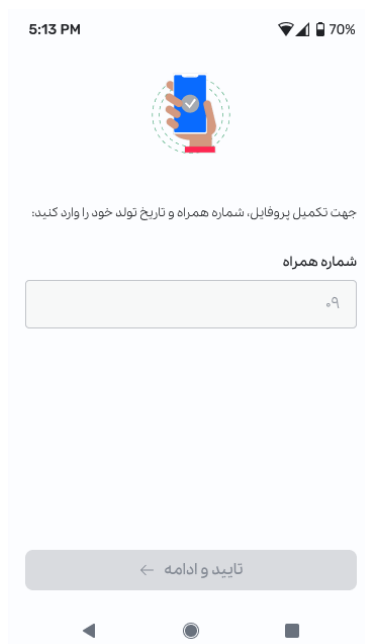 5:13 PM 70%
جهت تکمیل پروفایل، شماره همراه و تاریخ تولد خود را وارد کنید:
شماره همراه
۰۹
تایید و ادامه ←